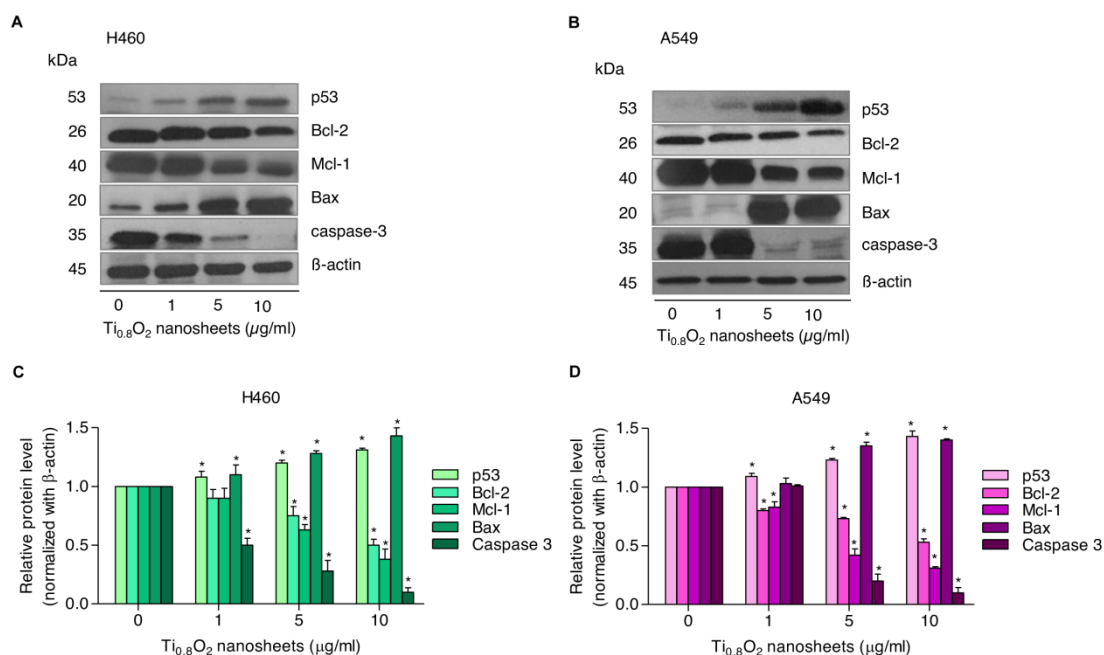 A
H460
kDa
53 p53
26 Bcl-2
40 Mcl-1
20 Bax
35 caspase-3
45 ß-actin
0 1 5 10
Ti0.8O2 nanosheets (µg/ml)
B
A549
kDa
53 p53
26 Bcl-2
40 Mcl-1
20 Bax
35 caspase-3
45 ß-actin
0 1 5 10
Ti0.8O2 nanosheets (µg/ml)
C
H460
Relative protein level
(normalized with β-actin)
1.5
1.0
0.5
0.0
* * * * * * * * * * * * *
p53
Bcl-2
Mcl-1
Bax
Caspase 3
0 1 5 10
Ti0.8O2 nanosheets (μg/ml)
D
A549
Relative protein level
(normalized with β-actin)
1.5
1.0
0.5
0.0
* * * * * * * * * * * * *
p53
Bcl-2
Mcl-1
Bax
Caspase 3
0 1 5 10
Ti0.8O2 nanosheets (μg/ml)